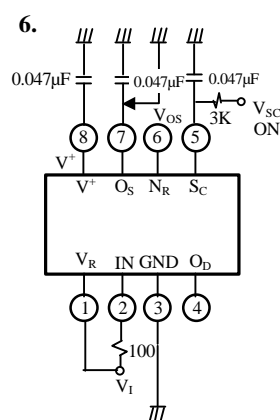 6.
0.047µF
0.047µF
0.047µF
V_OS
3K
V_SC
ON
8 7 6 5
V⁺
V⁺ O_S N_R S_C
V_R IN GND O_D
1 2 3 4
100
V_I